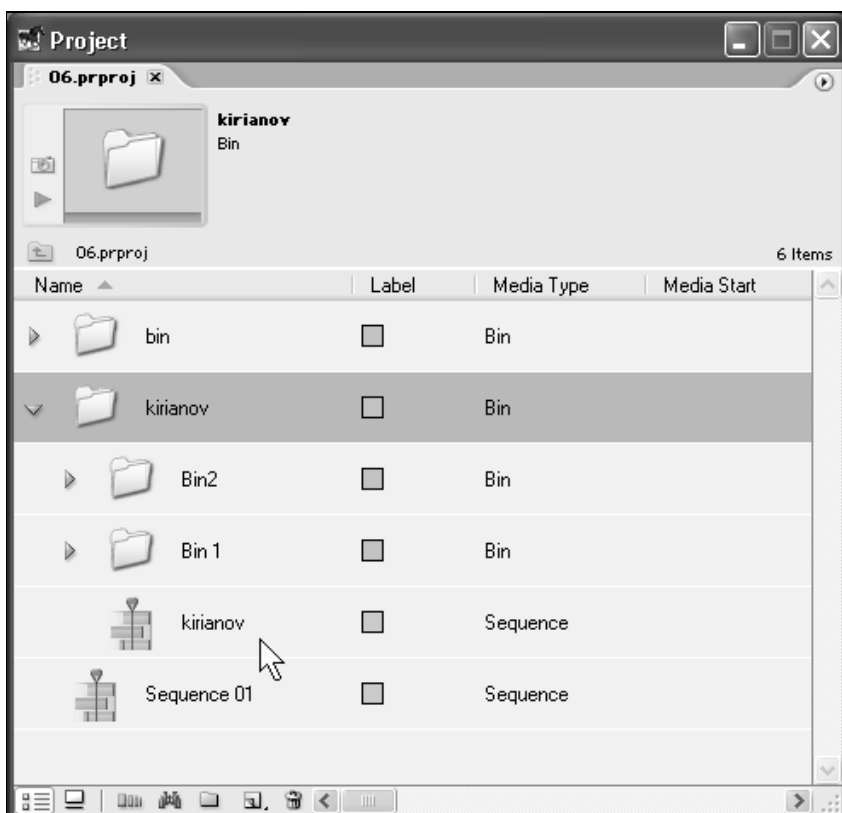 Project
06.prproj
kirianov
Bin
06.prproj 6 Items
Name Label Media Type Media Start
bin Bin
kirianov Bin
Bin2 Bin
Bin 1 Bin
kirianov Sequence
Sequence 01 Sequence